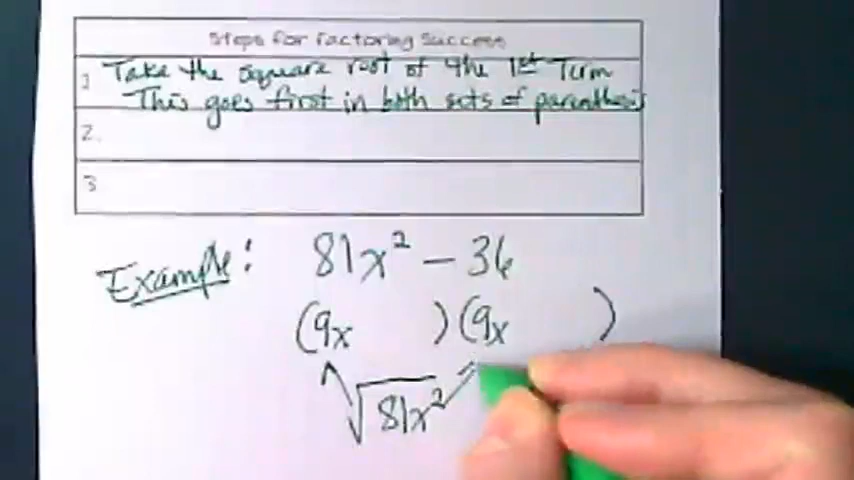 Steps for Factoring Success
1 Take the square root of the 1st Term
This goes first in both sets of parenthesis
2.
3
Example: 81x² - 36
(9x )(9x )
√81x²